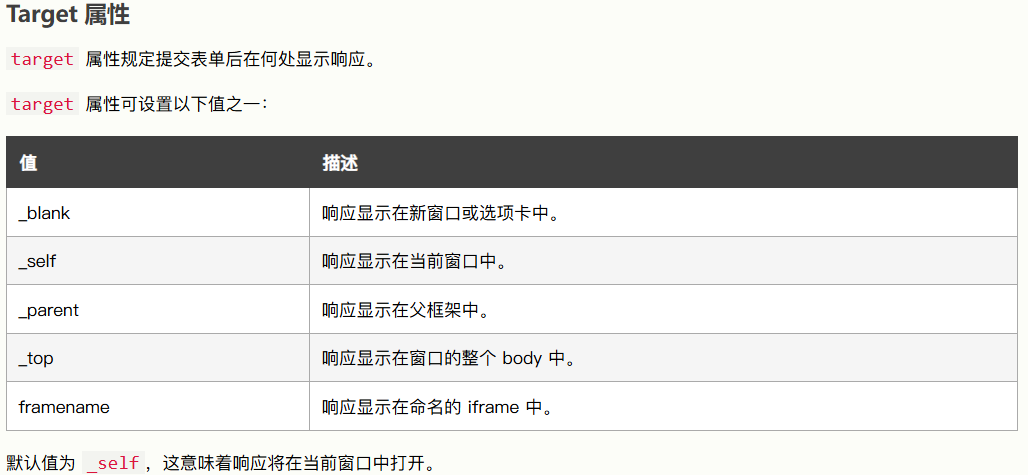 Target 属性
target 属性规定提交表单后在何处显示响应。
target 属性可设置以下值之一：
值 描述
_blank 响应显示在新窗口或选项卡中。
_self 响应显示在当前窗口中。
_parent 响应显示在父框架中。
_top 响应显示在窗口的整个 body 中。
framename 响应显示在命名的 iframe 中。
默认值为 _self，这意味着响应将在当前窗口中打开。